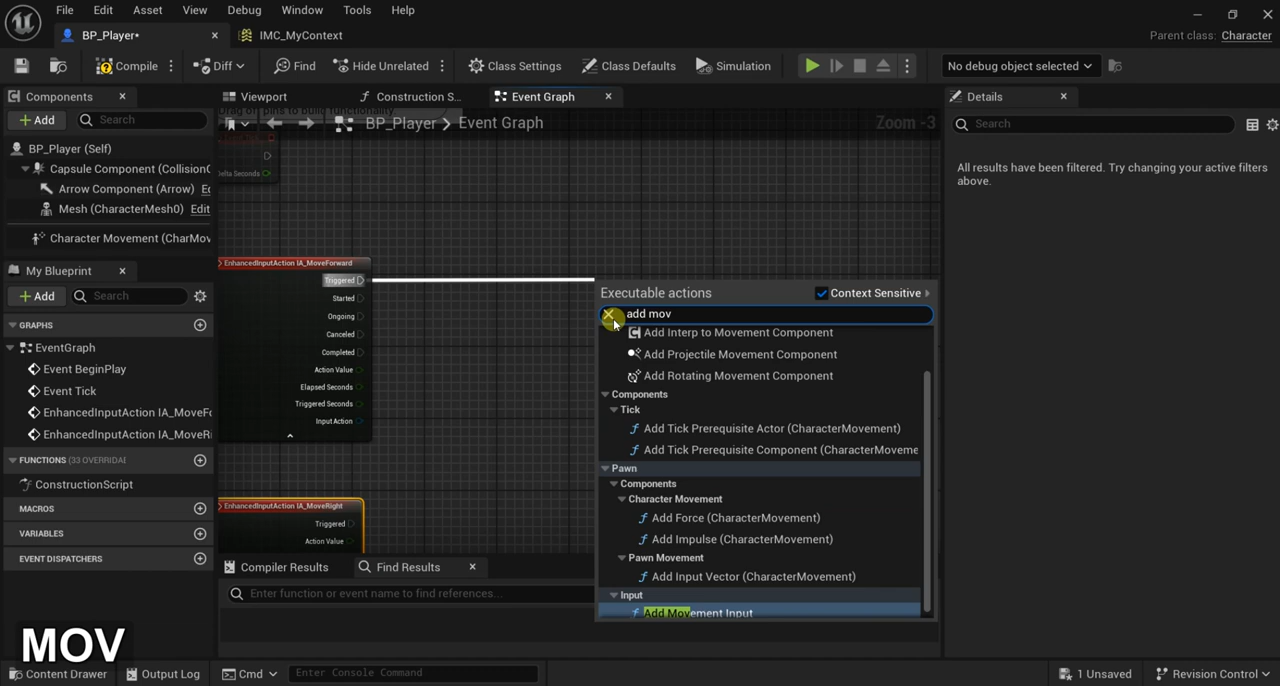 File Edit Asset View Debug Window Tools Help
BP_Player• IMC_MyContext
Parent class: Character
Compile Diff Find Hide Unrelated Class Settings Class Defaults Simulation No debug object selected
Components Viewport Construction S... Event Graph Details
Add Search BP_Player Event Graph Zoom -3 Search
BP_Player (Self)
Capsule Component (CollisionC
Arrow Component (Arrow)
Mesh (CharacterMesh0) Edit
Character Movement (CharMov
All results have been filtered. Try changing your active filters
above.
My Blueprint
Add Search
GRAPHS
EventGraph
Event BeginPlay
Event Tick
EnhancedInputAction IA_MoveFo
EnhancedInputAction IA_MoveRi
FUNCTIONS (33 OVERRIDAI
ConstructionScript
MACROS
VARIABLES
EVENT DISPATCHERS
Delta Seconds
EnhancedInputAction IA_MoveForward
Triggered
Started
Ongoing
Canceled
Completed
Action Value
Elapsed Seconds
Triggered Seconds
Input Action
EnhancedInputAction IA_MoveRight
Triggered
Action Value
Executable actions Context Sensitive
add mov
Add Interp to Movement Component
Add Projectile Movement Component
Add Rotating Movement Component
Components
Tick
Add Tick Prerequisite Actor (CharacterMovement)
Add Tick Prerequisite Component (CharacterMoveme
Pawn
Components
Character Movement
Add Force (CharacterMovement)
Add Impulse (CharacterMovement)
Pawn Movement
Add Input Vector (CharacterMovement)
Input
Add Movement Input
Compiler Results Find Results
Enter function or event name to find references...
MOV
Content Drawer Output Log Cmd Enter Console Command 1 Unsaved Revision Control